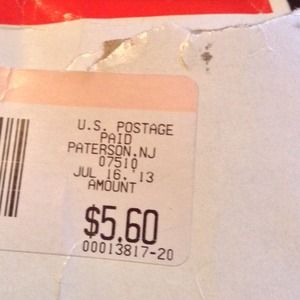 U.S. POSTAGE
PAID
PATERSON.NJ
07510
JUL 16.'13
AMOUNT
$5.60
00013817-20